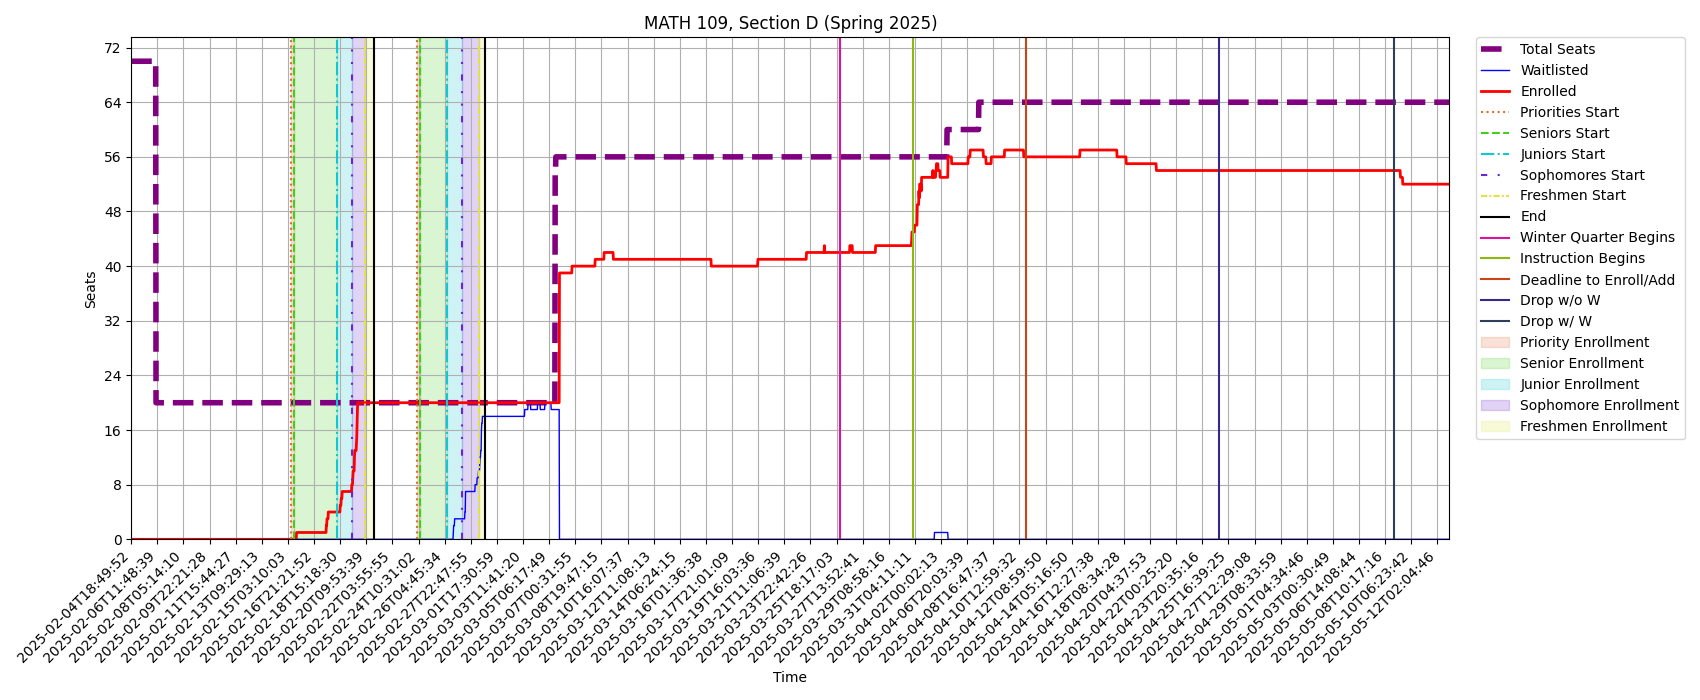 MATH 109, Section D (Spring 2025)
72
64
56
48
40
32
24
16
8
0
Seats
2025-02-04T18:49:52
2025-02-06T11:48:39
2025-02-08T05:14:10
2025-02-09T22:21:28
2025-02-11T15:44:27
2025-02-13T09:29:13
2025-02-15T03:10:03
2025-02-16T21:21:52
2025-02-18T15:18:30
2025-02-20T09:53:39
2025-02-22T03:55:55
2025-02-24T10:31:02
2025-02-26T04:45:34
2025-02-27T22:47:55
2025-03-01T17:30:59
2025-03-03T11:41:20
2025-03-05T06:17:49
2025-03-07T00:31:55
2025-03-08T19:47:15
2025-03-10T16:07:37
2025-03-12T11:08:13
2025-03-14T06:24:15
2025-03-16T01:36:38
2025-03-17T21:01:09
2025-03-19T16:03:36
2025-03-21T11:06:39
2025-03-23T22:42:26
2025-03-25T18:17:03
2025-03-27T13:52:41
2025-03-29T08:58:16
2025-03-31T04:11:11
2025-04-02T00:02:13
2025-04-06T20:03:39
2025-04-08T16:47:37
2025-04-10T12:59:32
2025-04-12T08:59:50
2025-04-14T05:16:50
2025-04-16T12:27:38
2025-04-18T08:34:28
2025-04-20T04:37:53
2025-04-22T00:25:20
2025-04-23T20:35:16
2025-04-25T16:39:25
2025-04-27T12:29:08
2025-04-29T08:33:59
2025-05-01T04:34:46
2025-05-03T00:30:49
2025-05-06T14:08:44
2025-05-08T10:17:16
2025-05-10T06:23:42
2025-05-12T02:04:46
Time
Total Seats
Waitlisted
Enrolled
Priorities Start
Seniors Start
Juniors Start
Sophomores Start
Freshmen Start
End
Winter Quarter Begins
Instruction Begins
Deadline to Enroll/Add
Drop w/o W
Drop w/ W
Priority Enrollment
Senior Enrollment
Junior Enrollment
Sophomore Enrollment
Freshmen Enrollment